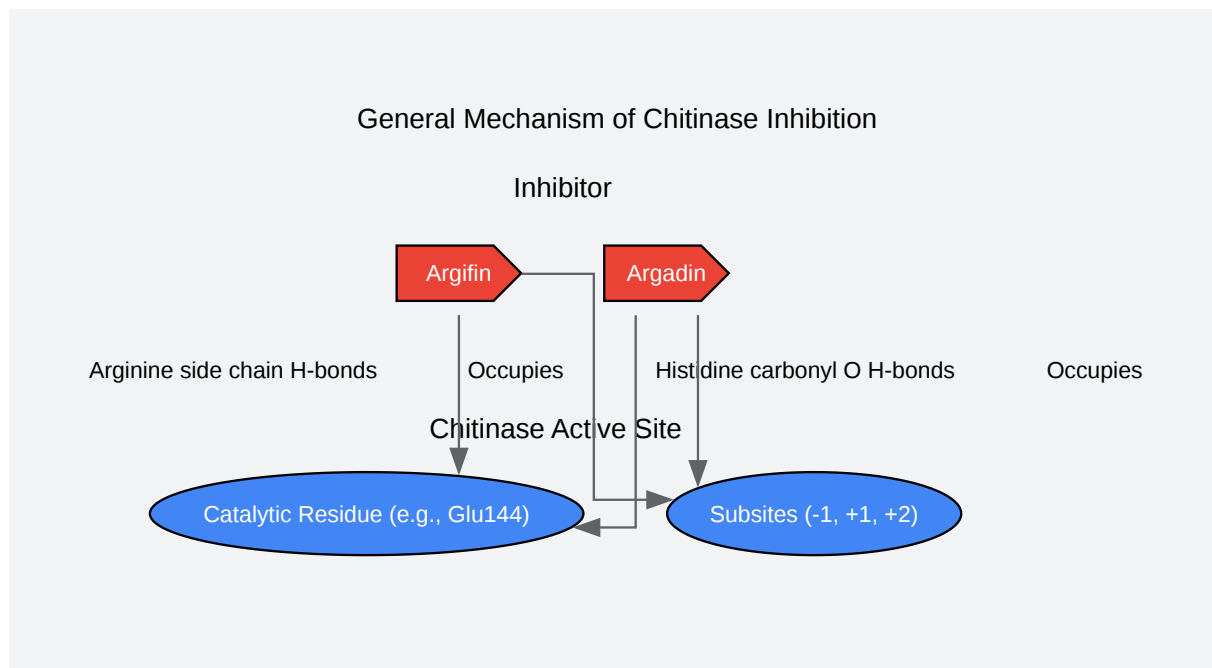 General Mechanism of Chitinase Inhibition
Inhibitor
Argifin
Argadin
Arginine side chain H-bonds
Occupies
Histidine carbonyl O H-bonds
Occupies
Chitinase Active Site
Catalytic Residue (e.g., Glu144)
Subsites (-1, +1, +2)